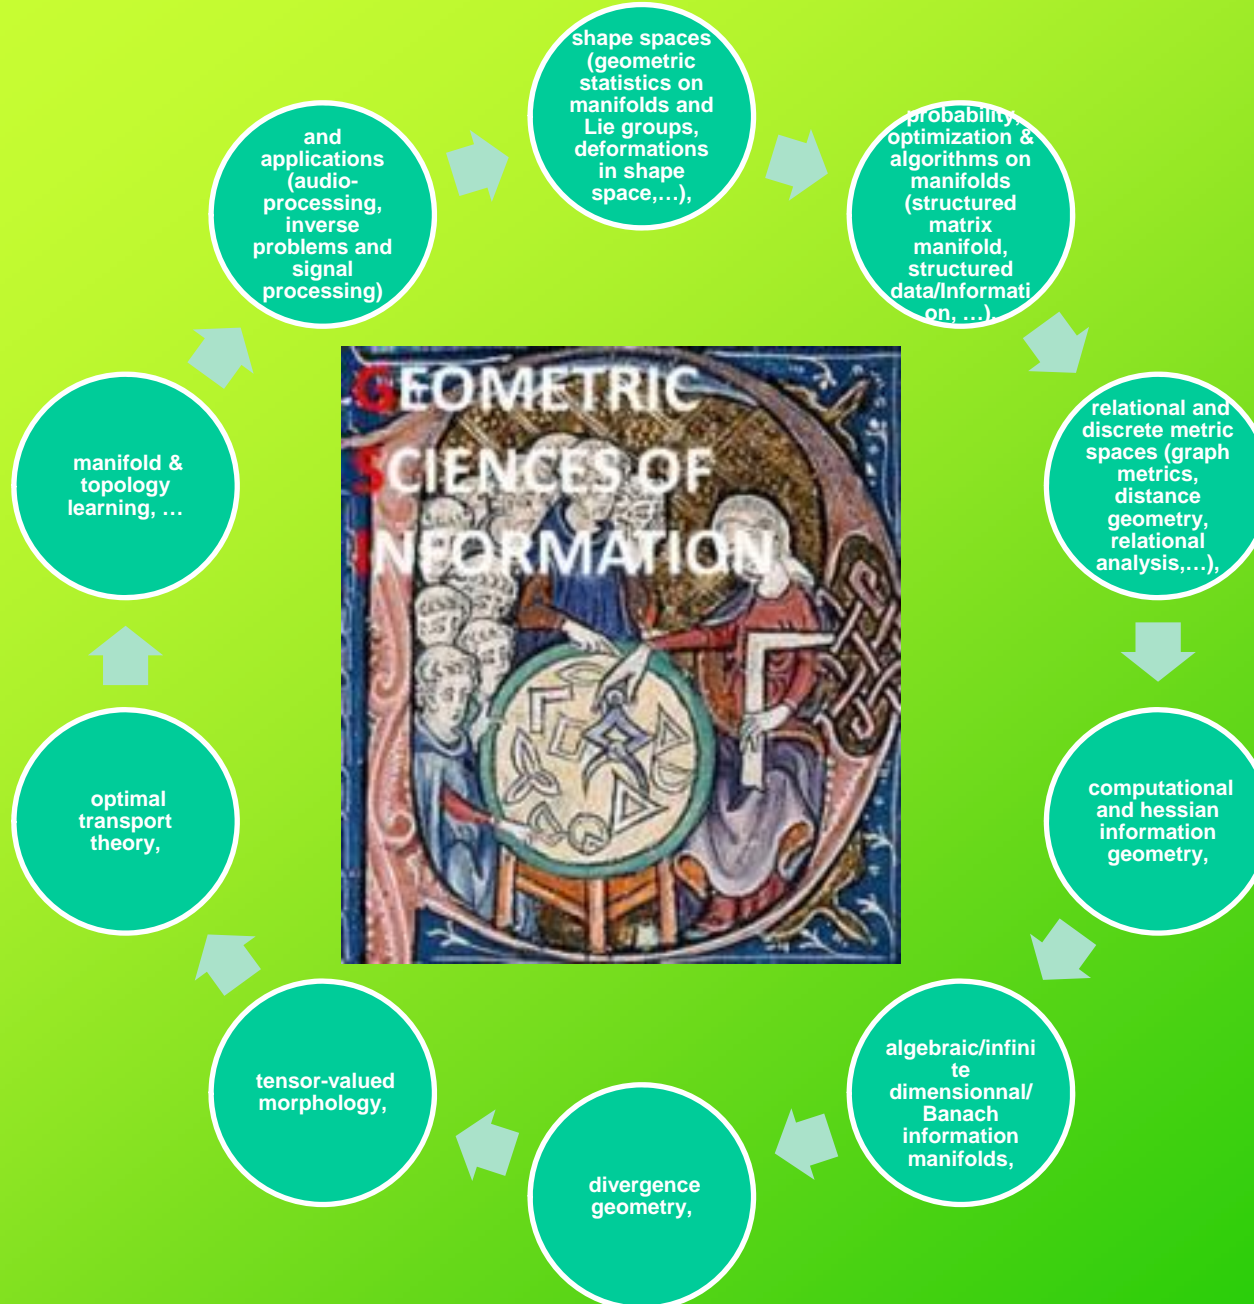 shape spaces
(geometric
statistics on
manifolds and
Lie groups,
deformations
in shape
space,…),
probability,
optimization &
algorithms on
manifolds
(structured
matrix
manifold,
structured
data/Informati
on, …),
relational and
discrete metric
spaces (graph
metrics,
distance
geometry,
relational
analysis,…),
computational
and hessian
information
geometry,
algebraic/infini
te
dimensionnal/
Banach
information
manifolds,
divergence
geometry,
tensor-valued
morphology,
optimal
transport
theory,
manifold &
topology
learning, …
and
applications
(audio-
processing,
inverse
problems and
signal
processing)
GEOMETRIC
SCIENCES OF
INFORMATION